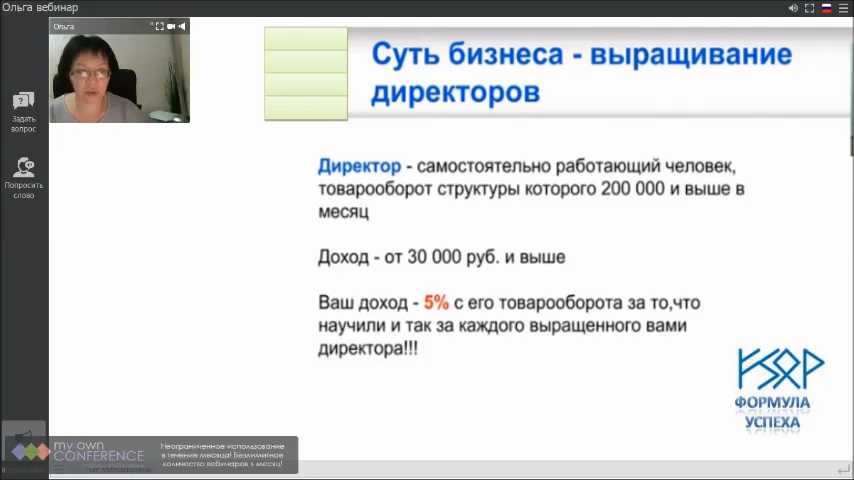 Ольга вебинар
Ольга
Задать
вопрос
Попросить
слово
Суть бизнеса - выращивание
директоров
Директор - самостоятельно работающий человек,
товарооборот структуры которого 200 000 и выше в
месяц
Доход - от 30 000 руб. и выше
Ваш доход - 5% с его товарооборота за то,что
научили и так за каждого выращенного вами
директора!!!
ФОРМУЛА
УСПЕХА
my own
CONFERENCE
Неограниченное использование
в течение месяца! Безлимитное
количество вебинаров в месяц!